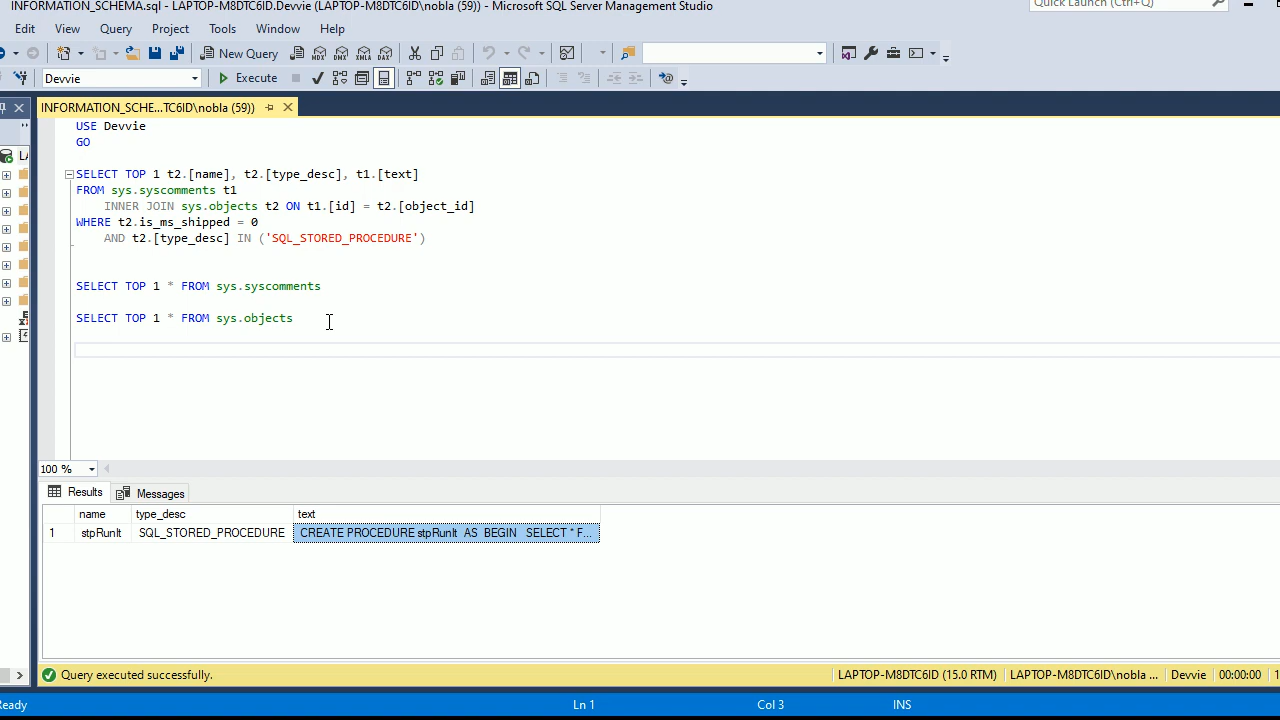 INFORMATION_SCHEMA.sql - LAPTOP-M8DTC6ID.Devvie (LAPTOP-M8DTC6ID\nobla (59)) - Microsoft SQL Server Management Studio
Quick Launch (Ctrl+Q)
Edit View Query Project Tools Window Help
New Query
Devvie Execute
INFORMATION_SCHE...TC6ID\nobla (59))
USE Devvie
GO
SELECT TOP 1 t2.[name], t2.[type_desc], t1.[text]
FROM sys.syscomments t1
INNER JOIN sys.objects t2 ON t1.[id] = t2.[object_id]
WHERE t2.is_ms_shipped = 0
AND t2.[type_desc] IN ('SQL_STORED_PROCEDURE')
SELECT TOP 1 * FROM sys.syscomments
SELECT TOP 1 * FROM sys.objects
100 %
Results Messages
name type_desc text
1 stpRunIt SQL_STORED_PROCEDURE CREATE PROCEDURE stpRunIt AS BEGIN SELECT * F...
Query executed successfully. LAPTOP-M8DTC6ID (15.0 RTM) LAPTOP-M8DTC6ID\nobla ... Devvie 00:00:00 1
Ready Ln 1 Col 3 INS